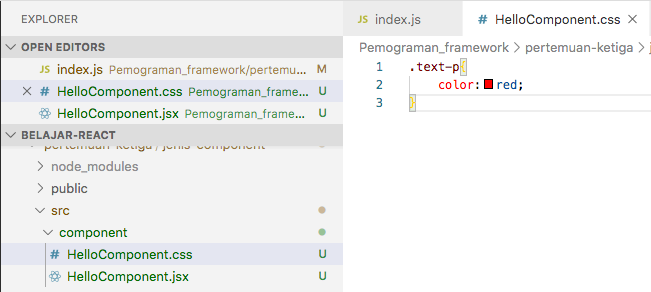 EXPLORER
OPEN EDITORS
JS index.js Pemograman_framework/pertemu... M
# HelloComponent.css Pemograman_frame... U
HelloComponent.jsx Pemograman_frame... U
BELAJAR-REACT
pertemuan-ketiga / jenis-component
node_modules
public
src
component
# HelloComponent.css U
HelloComponent.jsx U
JS index.js
# HelloComponent.css
Pemograman_framework > pertemuan-ketiga > j
1 .text-p{
2 color: red;
3 }